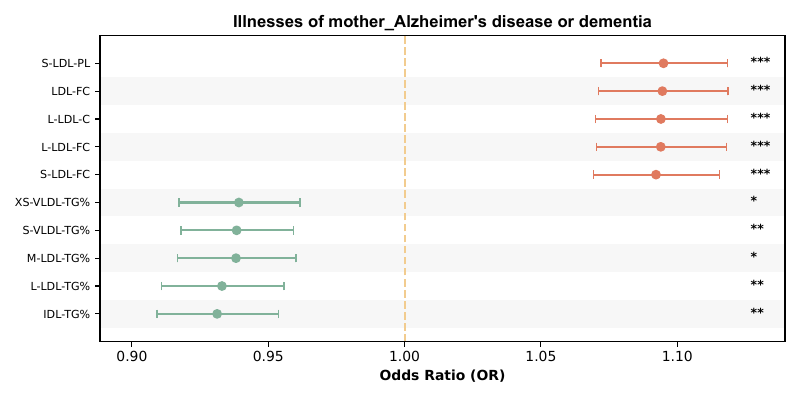 Illnesses of mother_Alzheimer's disease or dementia
S-LDL-PL ***
LDL-FC ***
L-LDL-C ***
L-LDL-FC ***
S-LDL-FC ***
XS-VLDL-TG% *
S-VLDL-TG% **
M-LDL-TG% *
L-LDL-TG% **
IDL-TG% **
0.90 0.95 1.00 1.05 1.10
Odds Ratio (OR)